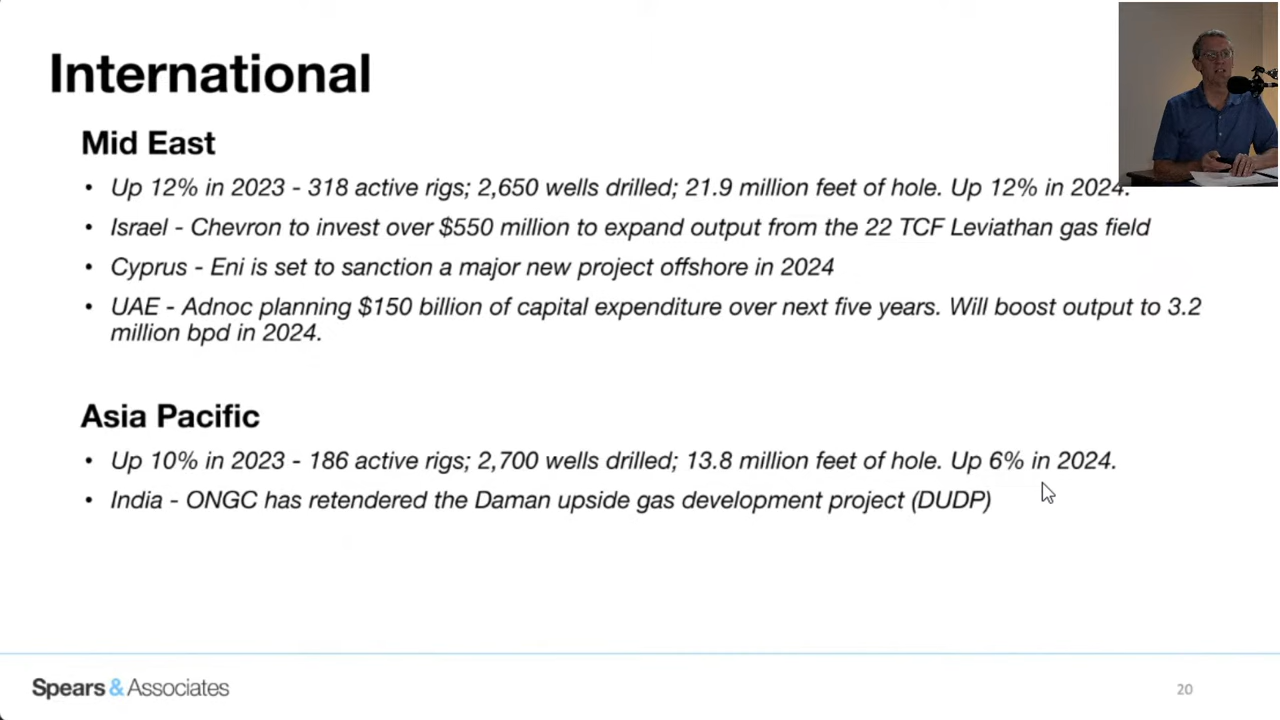 International
Mid East
• Up 12% in 2023 - 318 active rigs; 2,650 wells drilled; 21.9 million feet of hole. Up 12% in 2024.
• Israel - Chevron to invest over $550 million to expand output from the 22 TCF Leviathan gas field
• Cyprus - Eni is set to sanction a major new project offshore in 2024
• UAE - Adnoc planning $150 billion of capital expenditure over next five years. Will boost output to 3.2
million bpd in 2024.
Asia Pacific
• Up 10% in 2023 - 186 active rigs; 2,700 wells drilled; 13.8 million feet of hole. Up 6% in 2024.
• India - ONGC has retendered the Daman upside gas development project (DUDP)
Spears & Associates
20